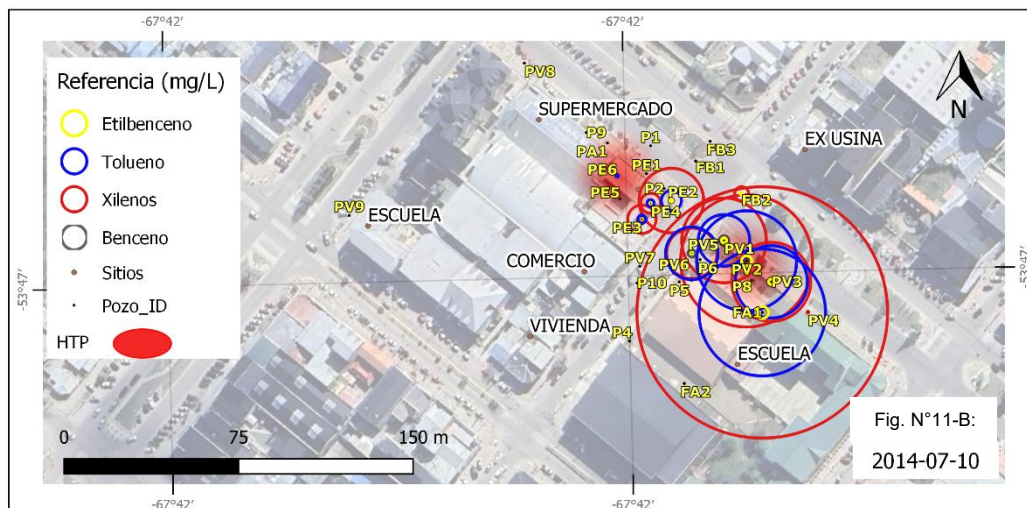 -67°42′
-67°42′
Referencia (mg/L)
Etilbenceno
Tolueno
Xilenos
Benceno
Sitios
Pozo_ID
HTP
PV8
SUPERMERCADO
P9
P1
PA1
FB3
EX USINA
FB1
PE6
PE1
PE5
P2
PE2
PE4
FB2
PV9
ESCUELA
PE3
PV5
PV1
COMERCIO
PV7
PV6
P6
PV2
-53°47′
-53°47′
P10
P5
P8
PV3
FA1
PV4
VIVIENDA
P4
ESCUELA
FA2
N
0
75
150 m
Fig. N°11-B:
2014-07-10
-67°42′
-67°42′